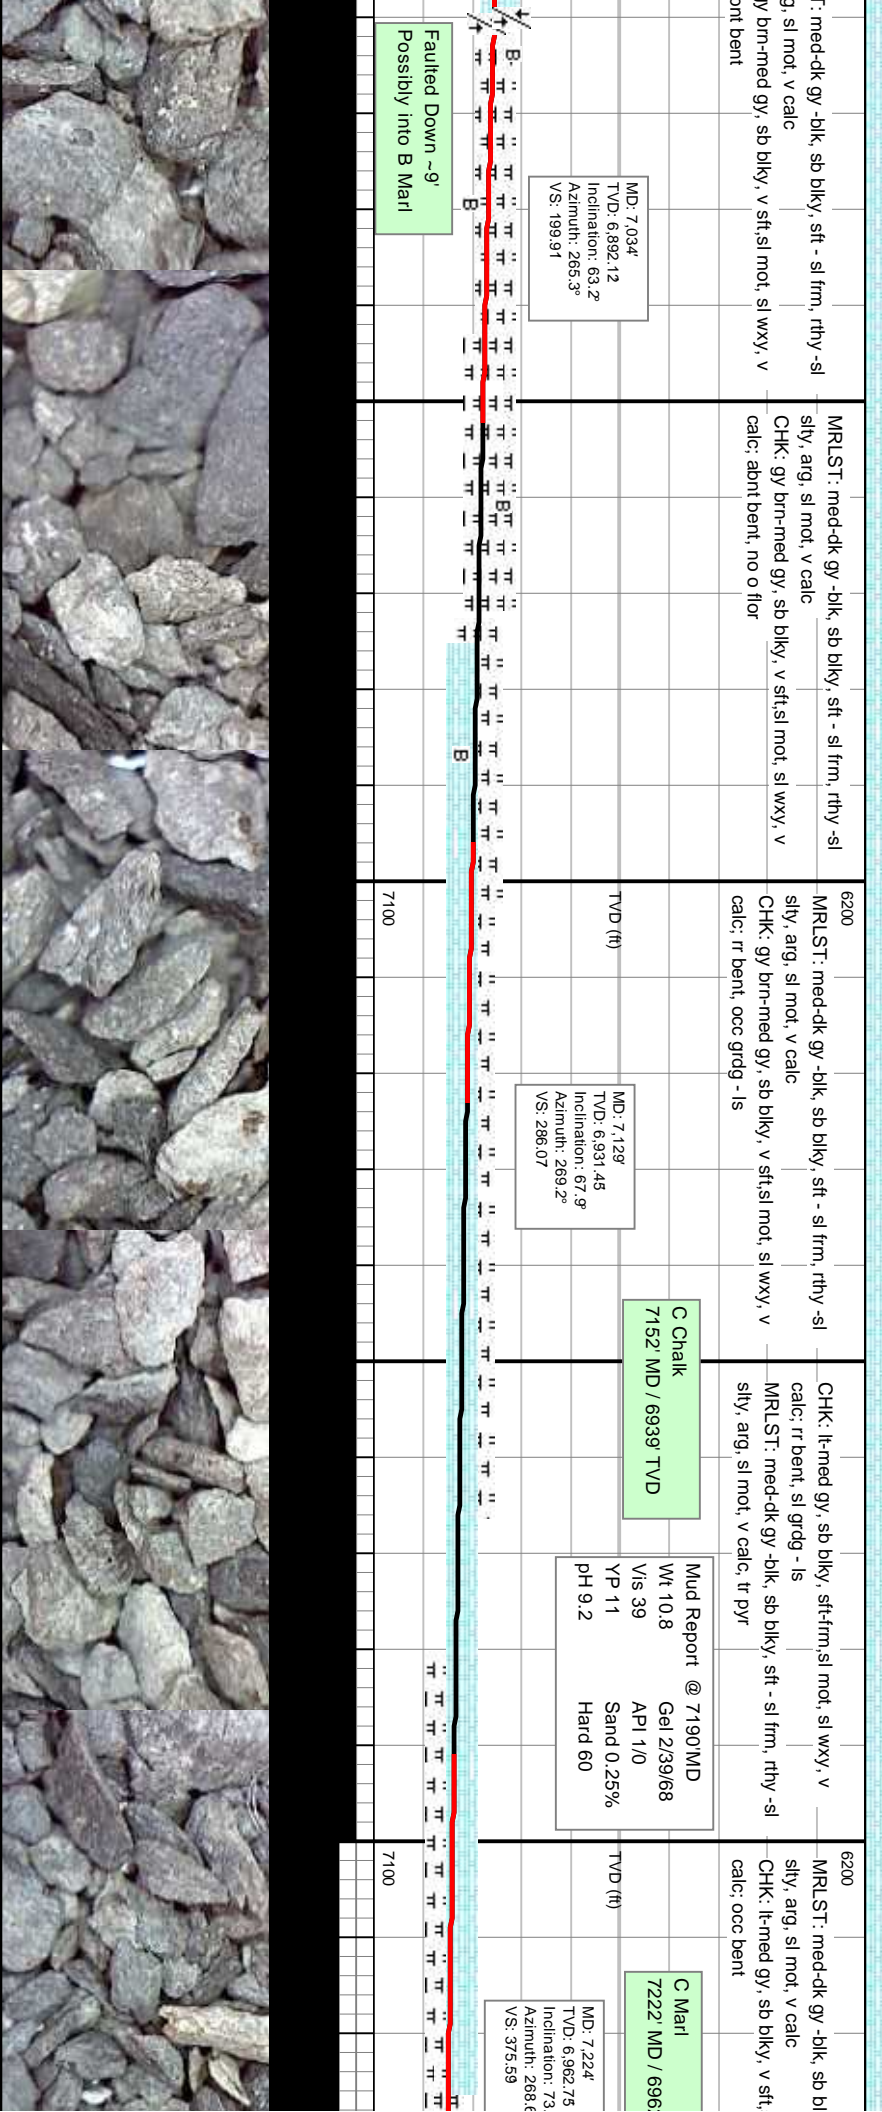 : med-dk gy -blk, sb blky, sft - sl frm, rthy -sl
sl mot, v calc
gy brn-med gy, sb blky, v sft,sl mot, sl wxy, v
bent
MD: 7,034'
TVD: 6,892.12
Inclination: 63.2°
Azimuth: 265.3°
VS: 199.91
B
B
Faulted Down ~9'
Possibly into B Marl
MRLST: med-dk gy -blk, sb blky, sft - sl frm, rthy -sl
slty, arg, sl mot, v calc
CHK: gy brn-med gy, sb blky, v sft,sl mot, sl wxy, v
calc; abnt bent, no o flor
B
B
6200
MRLST: med-dk gy -blk, sb blky, sft - sl frm, rthy -sl
slty, arg, sl mot, v calc
CHK: gy brn-med gy, sb blky, v sft,sl mot, sl wxy, v
calc; rr bent, occ grdg - ls
TVD (ft)
7100
MD: 7,129'
TVD: 6,931.45
Inclination: 67.9°
Azimuth: 269.2°
VS: 286.07
C Chalk
7152' MD / 6939' TVD
CHK: lt-med gy, sb blky, sft-frm,sl mot, sl wxy, v
calc; rr bent, sl grdg - ls
MRLST: med-dk gy -blk, sb blky, sft - sl frm, rthy -sl
slty, arg, sl mot, v calc, tr pyr
Mud Report @ 7190'MD
Wt 10.8 Gel 2/39/68
Vis 39 API 1/0
YP 11 Sand 0.25%
pH 9.2 Hard 60
6200
MRLST: med-dk gy -blk, sb bl
slty, arg, sl mot, v calc
CHK: lt-med gy, sb blky, v sft,
calc; occ bent
TVD (ft)
7100
C Marl
7222' MD / 696
MD: 7,224'
TVD: 6,962.75
Inclination: 73.
Azimuth: 268.6
VS: 375.59